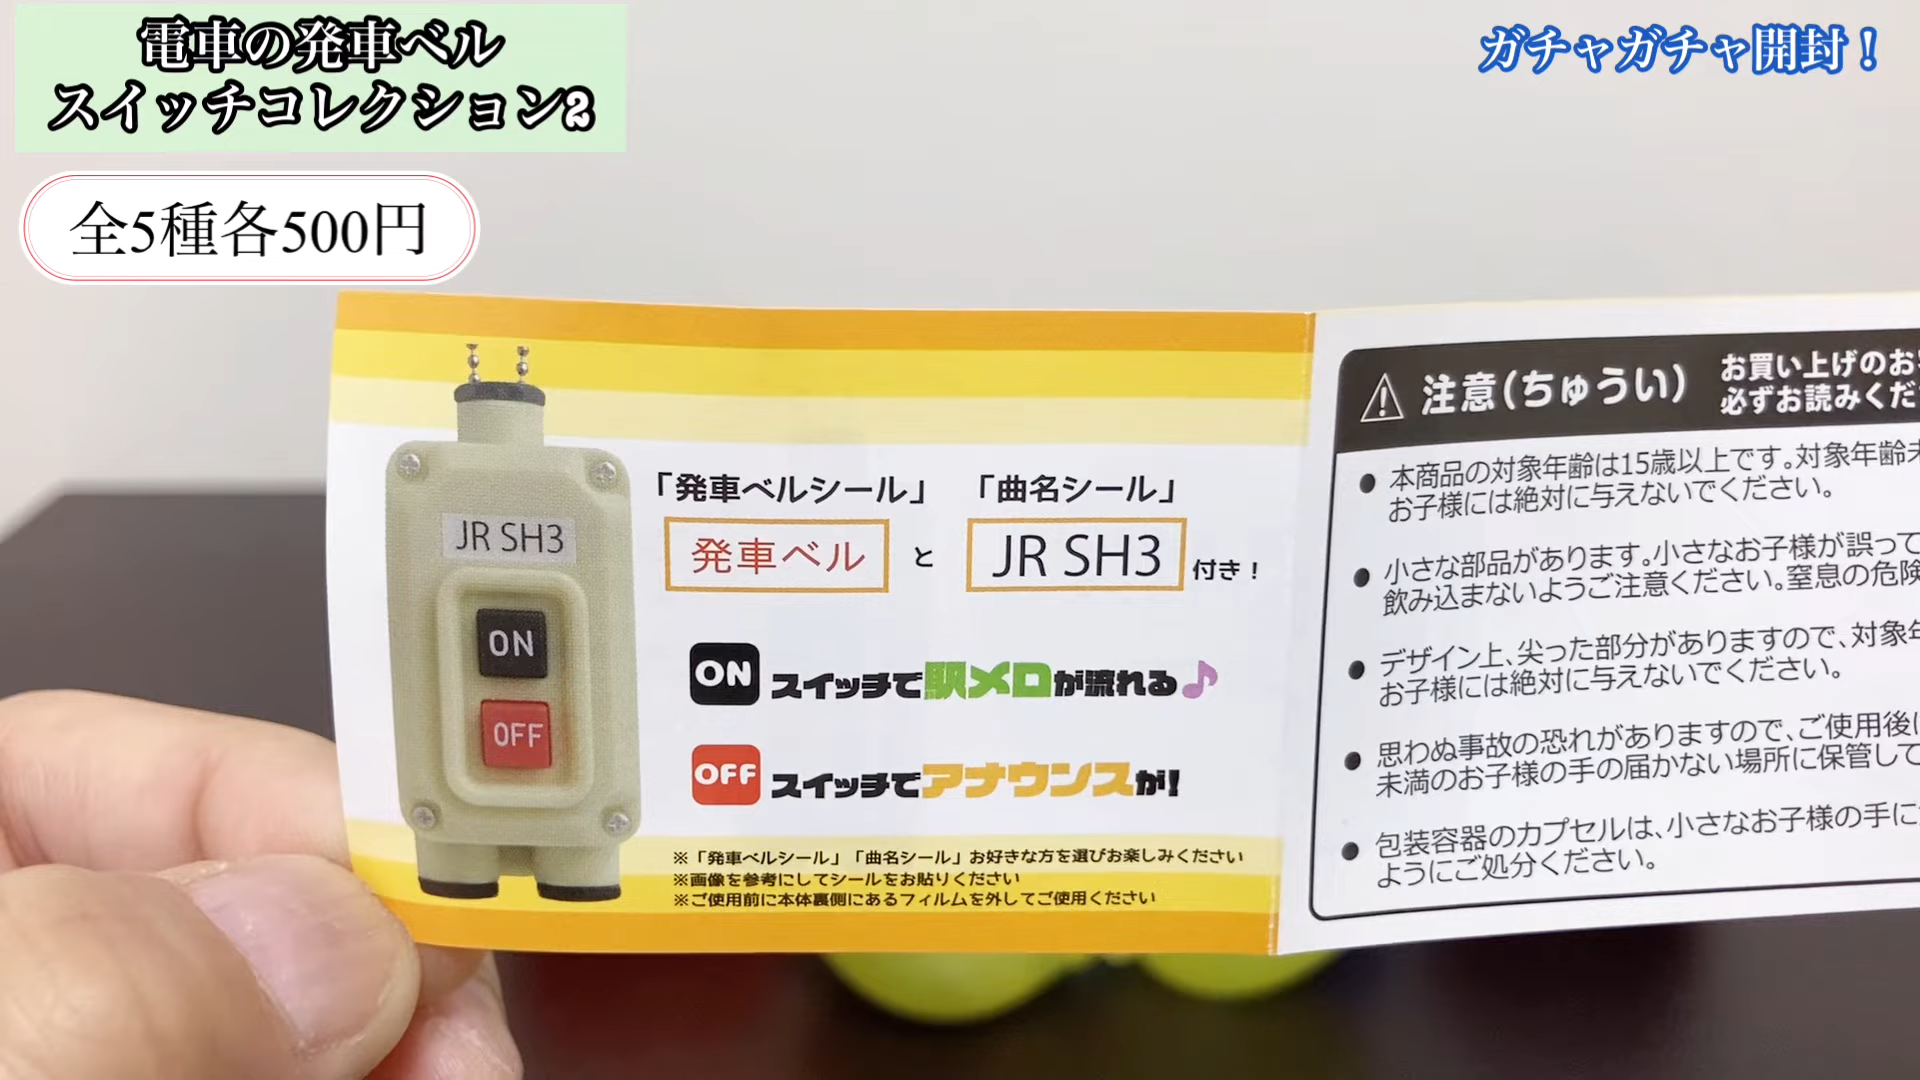 電車の発車ベル
スイッチコレクション2
ガチャガチャ開封！
全5種各500円
JR SH3
ON
OFF
「発車ベルシール」 「曲名シール」
発車ベル と JR SH3 付き！
ON スイッチで駅メロが流れる♪
OFF スイッチでアナウンスが！
※「発車ベルシール」「曲名シール」お好きな方を選びお楽しみください
※画像を参考にしてシールをお貼りください
※ご使用前に本体裏側にあるフィルムを外してご使用ください
注意（ちゅうい）
お買い上げのお
必ずお読みくだ
● 本商品の対象年齢は15歳以上です。対象年齢
お子様には絶対に与えないでください。
● 小さな部品があります。小さなお子様が誤って
飲み込まないようご注意ください。窒息の危険
● デザイン上、尖った部分がありますので、対象年
お子様には絶対に与えないでください。
● 思わぬ事故の恐れがありますので、ご使用後に
未満のお子様の手の届かない場所に保管して
● 包装容器のカプセルは、小さなお子様の手に
ようにご処分ください。